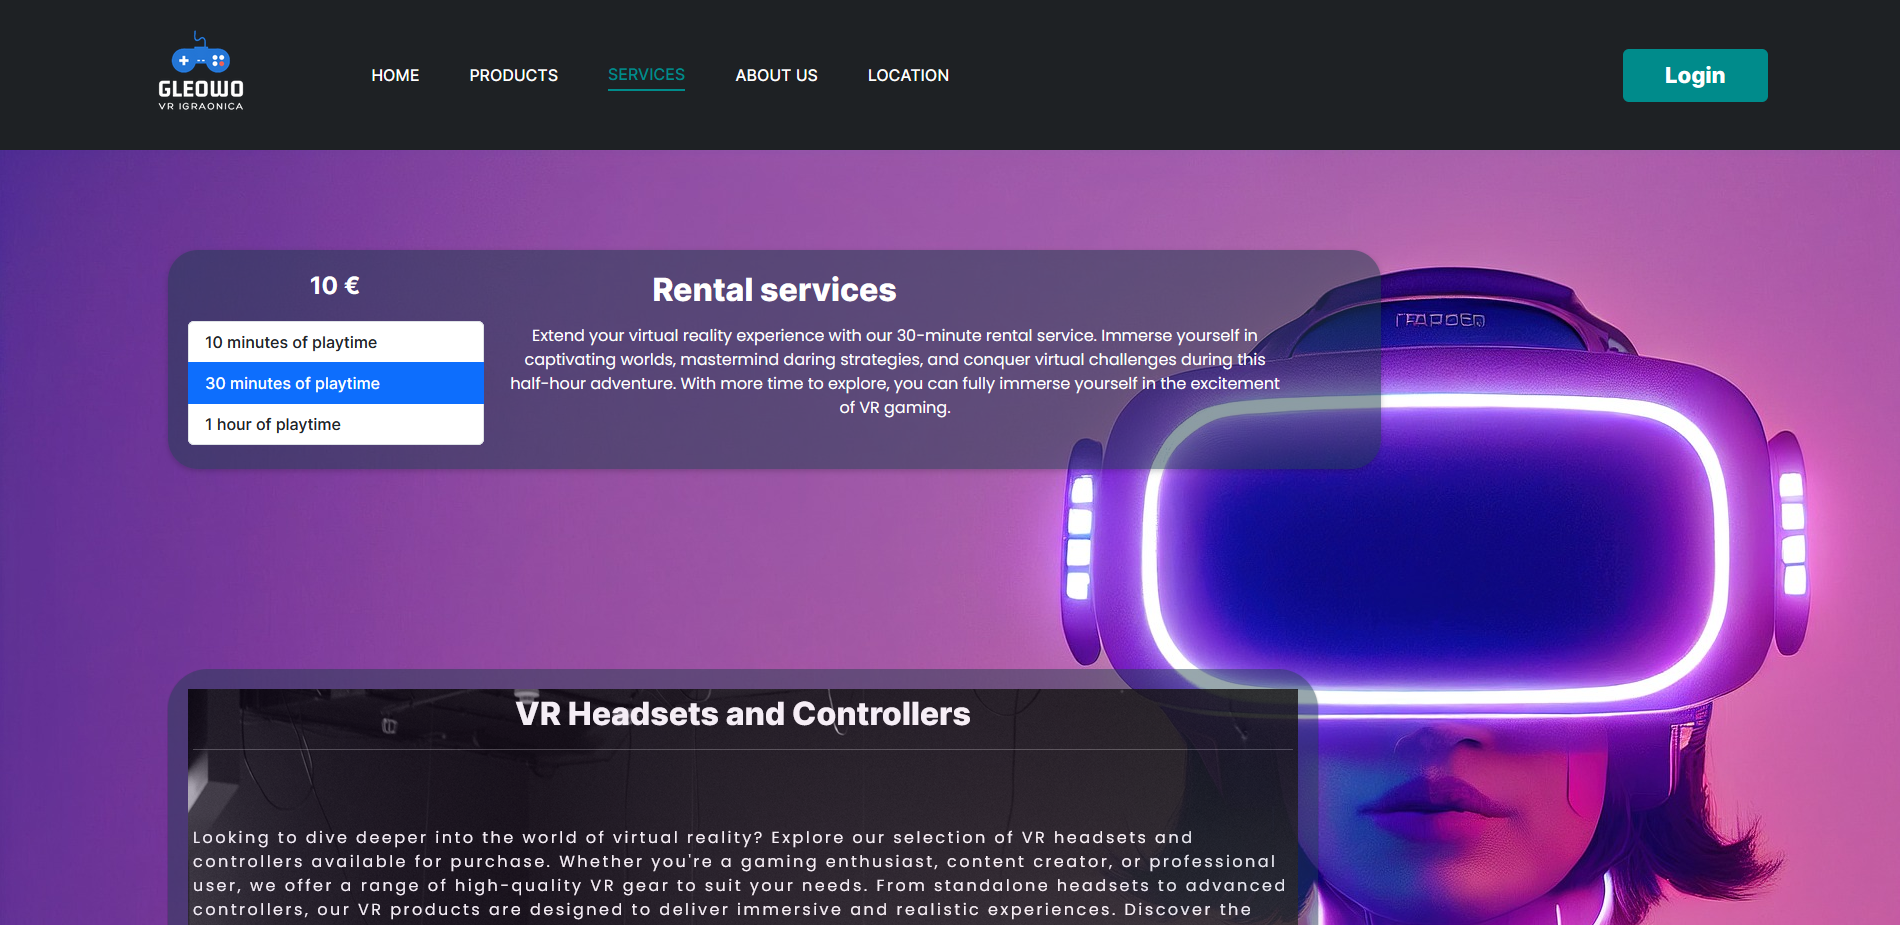 GLEOWO
VR IGRAONICA
HOME
PRODUCTS
SERVICES
ABOUT US
LOCATION
Login
10 €
10 minutes of playtime
30 minutes of playtime
1 hour of playtime
Rental services
Extend your virtual reality experience with our 30-minute rental service. Immerse yourself in
captivating worlds, mastermind daring strategies, and conquer virtual challenges during this
half-hour adventure. With more time to explore, you can fully immerse yourself in the excitement
of VR gaming.
VR Headsets and Controllers
Looking to dive deeper into the world of virtual reality? Explore our selection of VR headsets and
controllers available for purchase. Whether you're a gaming enthusiast, content creator, or professional
user, we offer a range of high-quality VR gear to suit your needs. From standalone headsets to advanced
controllers, our VR products are designed to deliver immersive and realistic experiences. Discover the